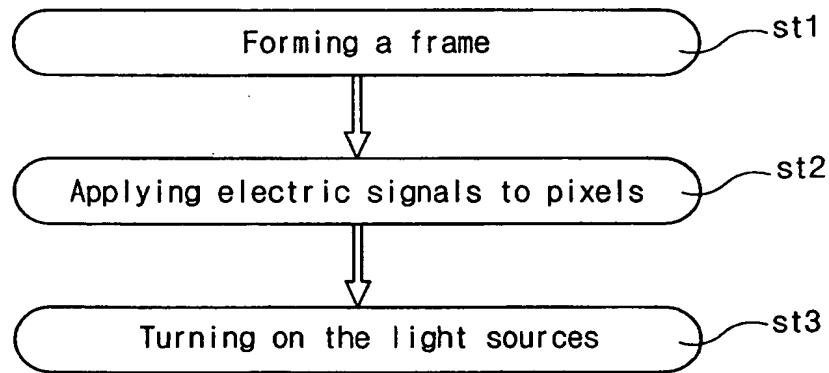 Forming a frame
st1
Applying electric signals to pixels
st2
Turning on the light sources
st3